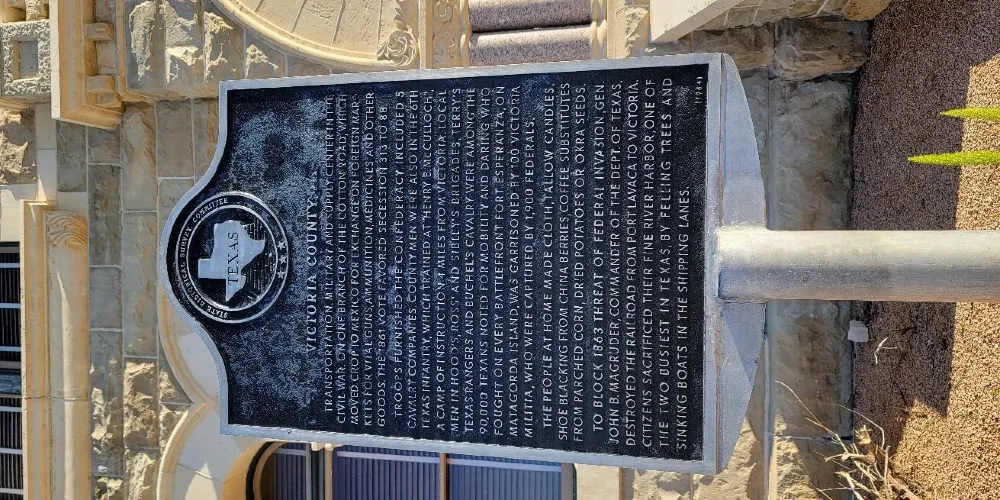 STATE HISTORICAL SURVEY COMMITTEE
TEXAS
VICTORIA COUNTY
TRANSPORTATION, MILITARY AND SUPPLY CENTER IN THE
CIVIL WAR. ON ONE BRANCH OF THE COTTON ROAD, WHICH
MOVED CROP TO MEXICO FOR EXCHANGE ON FOREIGN MAR-
KETS FOR VITAL GUNS, AMMUNITION, MEDICINES AND OTHER
GOODS. THE 1861 VOTE FAVORED SECESSION 313 TO 88.
TROOPS FURNISHED THE CONFEDERACY INCLUDED 5
CAVALRY COMPANIES. COUNTY MEN WERE ALSO IN THE 6TH
TEXAS INFANTRY, WHICH TRAINED AT HENRY E. McCULLOCH,
A CAMP OF INSTRUCTION 4 MILES FROM VICTORIA. LOCAL
MEN IN HOOD'S, ROSS' AND SIBLEY'S BRIGADES, TERRY'S
TEXAS RANGERS AND BUCHEL'S CAVALRY WERE AMONG THE
90,000 TEXANS NOTED FOR MOBILITY AND DARING WHO
FOUGHT ON EVERY BATTLEFRONT. FORT ESPERANZA, ON
MATAGORDA ISLAND, WAS GARRISONED BY 100 VICTORIA
MILITIA, WHO WERE CAPTURED BY 1,900 FEDERALS.
THE PEOPLE AT HOME MADE CLOTH, TALLOW CANDIES,
SHOE BLACKING FROM CHINA BERRIES, COFFEE SUBSTITUTES
FROM PARCHED CORN, DRIED POTATOES OR OKRA SEEDS.
TO BLOCK 1863 THREAT OF FEDERAL INVASION, GEN.
JOHN B. MAGRUDER, COMMANDER OF THE DEPT. OF TEXAS,
DESTROYED THE RAILROAD FROM PORT LAVACA TO VICTORIA.
CITIZENS SACRIFICED THEIR FINE RIVER HARBOR, ONE OF
THE TWO BUSIEST IN TEXAS, BY FELLING TREES AND
SINKING BOATS IN THE SHIPPING LANES.
(1964)